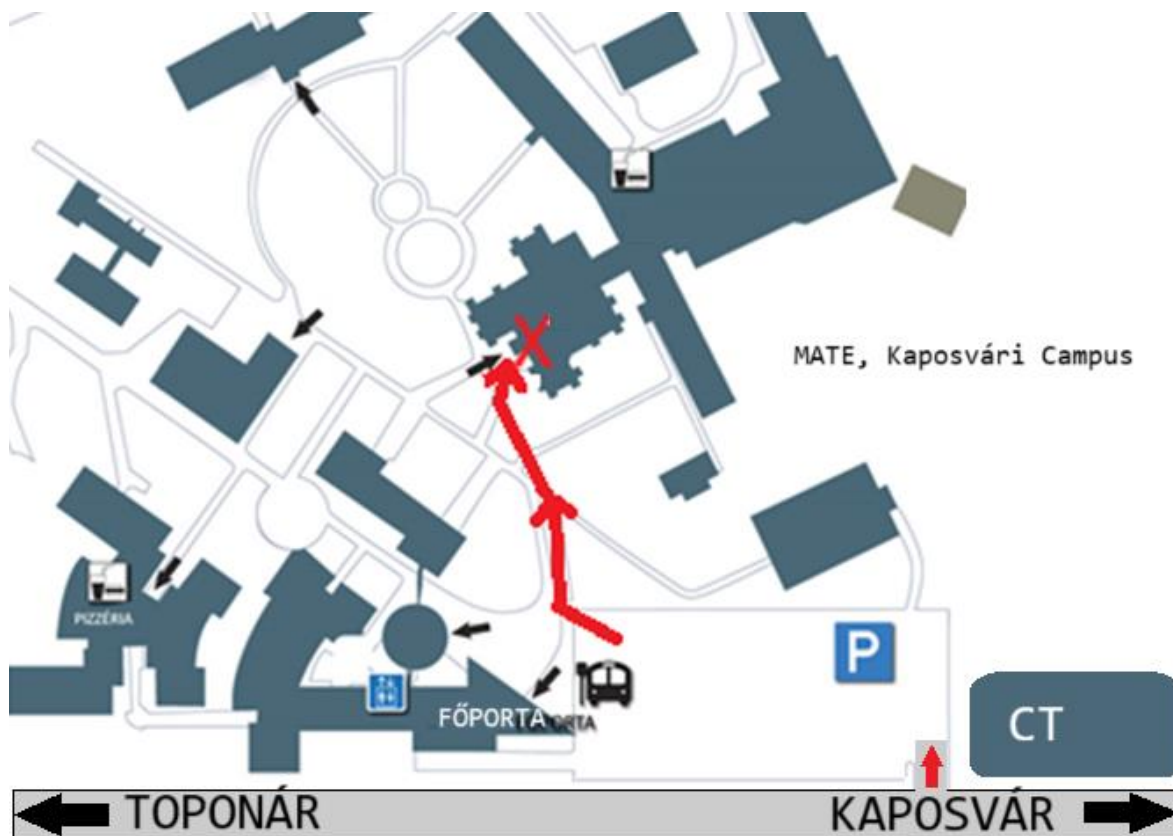 MATE, Kaposvári Campus
PIZZÉRIA
P
FŐPORTA
CT
TOPONÁR
KAPOSVÁR